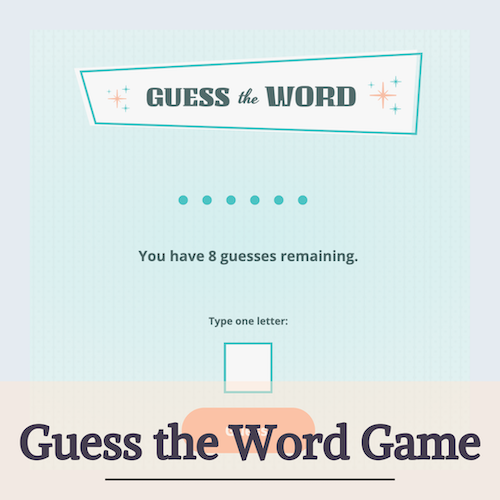 GUESS the WORD
You have 8 guesses remaining.
Type one letter:
Guess the Word Game